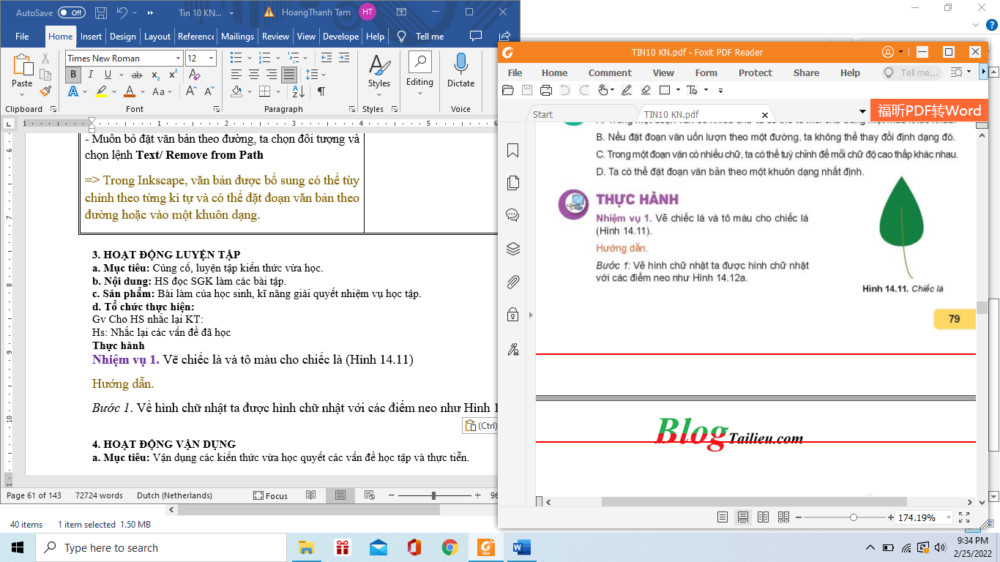 AutoSave Off Tin 10 KN... HoangThanh Tam HT
File Home Insert Design Layout Reference Mailings Review View Develope Help Tell me
Times New Roman 12
Paste
B I U ab x₂ x²
Aa
Styles Editing Dictate
Clipboard Font Paragraph Styles Voice
- Muốn bỏ đặt văn bản theo đường, ta chọn đối tượng và
chọn lệnh Text/ Remove from Path
=> Trong Inkscape, văn bản được bổ sung có thể tùy
chỉnh theo từng kí tự và có thể đặt đoạn văn bản theo
đường hoặc vào một khuôn dạng.
3. HOẠT ĐỘNG LUYỆN TẬP
a. Mục tiêu: Củng cố, luyện tập kiến thức vừa học.
b. Nội dung: HS đọc SGK làm các bài tập.
c. Sản phẩm: Bài làm của học sinh, kĩ năng giải quyết nhiệm vụ học tập.
d. Tổ chức thực hiện:
Gv Cho HS nhắc lại KT:
Hs: Nhắc lại các vấn đề đã học
Thực hành
Nhiệm vụ 1. Vẽ chiếc là và tô màu cho chiếc là (Hình 14.11)
Hướng dẫn.
Bước 1. Về hình chữ nhật ta được hình chữ nhật với các điểm neo như Hình 1
(Ctrl)
4. HOẠT ĐỘNG VẬN DỤNG
a. Mục tiêu: Vận dụng các kiến thức vừa học quyết các vấn đề học tập và thực tiễn.
Page 61 of 143 72724 words Dutch (Netherlands) Focus 96
40 items 1 item selected 1.50 MB
TIN10 KN.pdf - Foxit PDF Reader
File Home Comment View Form Protect Share Help Tell me...
Start TIN10 KN.pdf 福昕PDF转Word
B. Nếu đặt đoạn văn uốn lượn theo một đường, ta không thể thay đổi định dạng đó.
C. Trong một đoạn văn có nhiều chữ, ta có thể tuỳ chỉnh để mỗi chữ độ cao thấp khác nhau.
D. Ta có thể đặt đoạn văn bản theo một khuôn dạng nhất định.
THỰC HÀNH
Nhiệm vụ 1. Vẽ chiếc lá và tô màu cho chiếc lá
(Hình 14.11).
Hướng dẫn.
Bước 1: Vẽ hình chữ nhật ta được hình chữ nhật
với các điểm neo như Hình 14.12a.
Hình 14.11. Chiếc lá
79
Blog Tailieu.com
174.19%
Type here to search
9:34 PM
2/25/2022